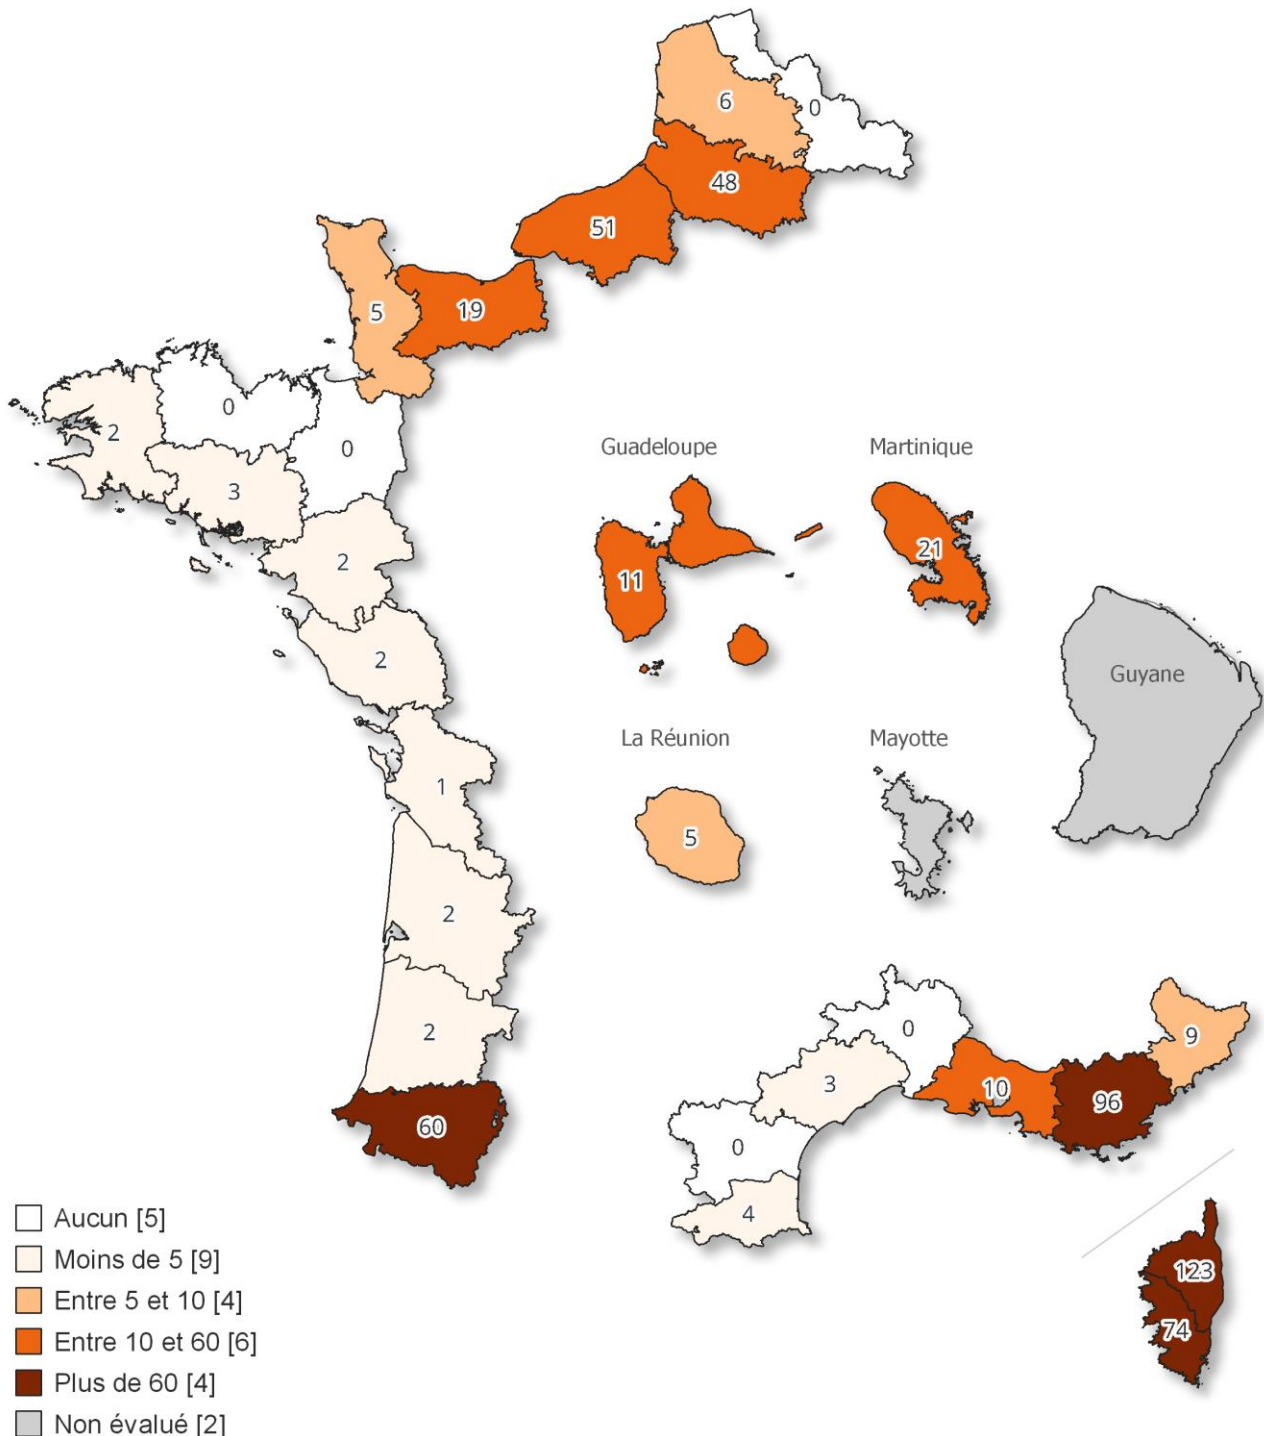 6
0
48
51
5
19
0
2
0
3
2
2
1
2
2
60
Guadeloupe
Martinique
11
21
Guyane
La Réunion
Mayotte
5
0
9
3
10
96
0
4
123
74
Aucun [5]
Moins de 5 [9]
Entre 5 et 10 [4]
Entre 10 et 60 [6]
Plus de 60 [4]
Non évalué [2]